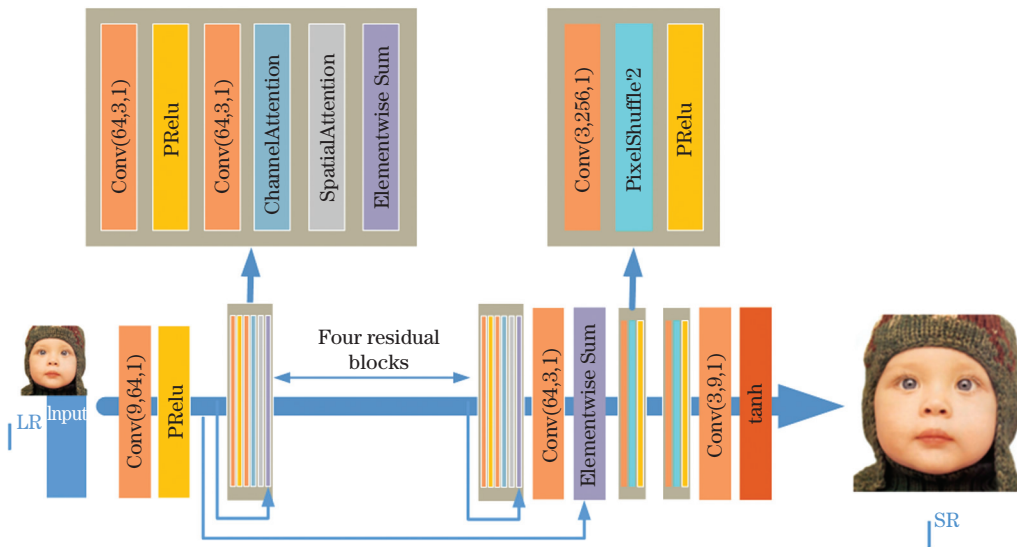 Conv(64,3,1)
PRelu
Conv(64,3,1)
ChannelAttention
SpatialAttention
Elementwise Sum
Conv(3,256,1)
PixelShuffle'2
PRelu
LR
Input
Conv(9,64,1)
PRelu
Four residual
blocks
Conv(64,3,1)
Elementwise Sum
Conv(3,9,1)
tanh
SR